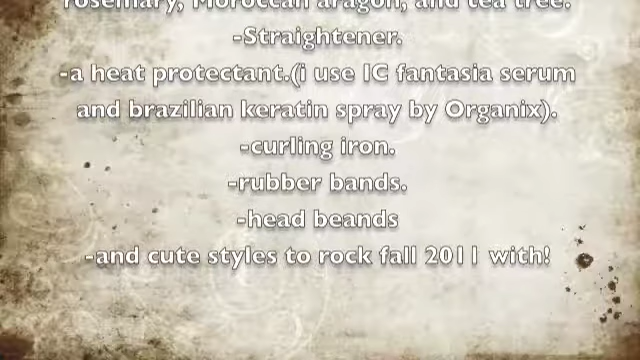 rosemary, Moroccan aragon, and tea tree.
-Straightener.
-a heat protectant.(i use IC fantasia serum
and brazilian keratin spray by Organix).
-curling iron.
-rubber bands.
-head beands
-and cute styles to rock fall 2011 with!